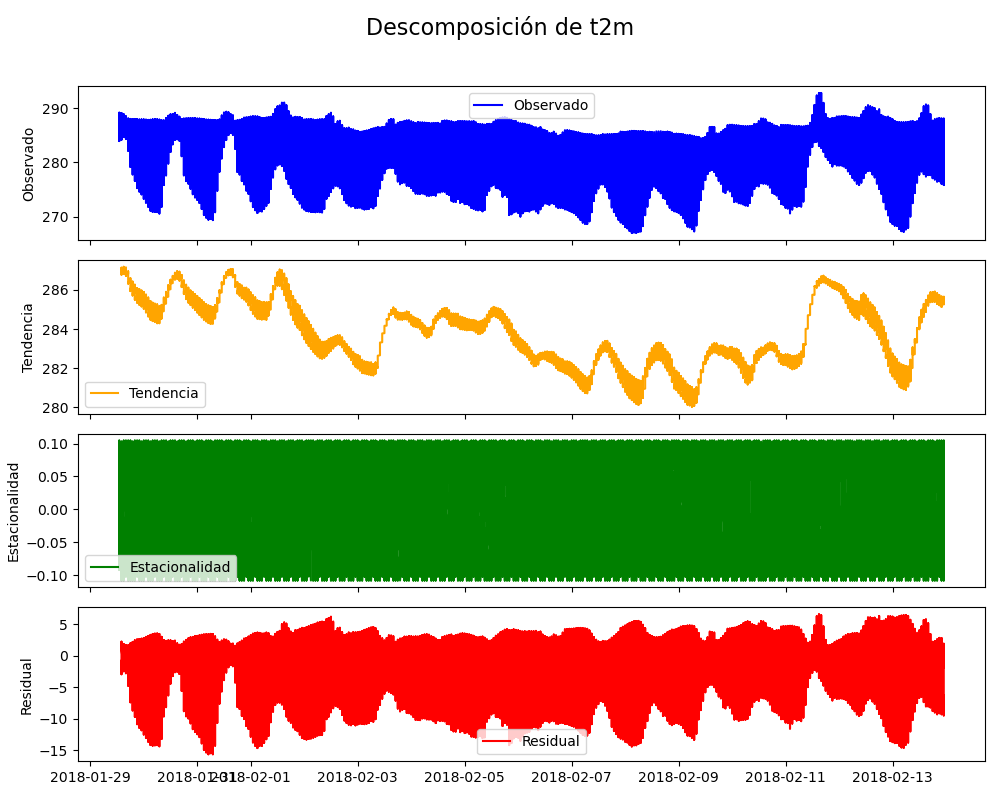 Descomposición de t2m
290
280
270
Observado
Observado
286
284
282
280
Tendencia
Tendencia
0.10
0.05
0.00
−0.05
−0.10
Estacionalidad
Estacionalidad
5
0
−5
−10
−15
Residual
Residual
2018-01-29 2018-01-31 2018-02-01 2018-02-03 2018-02-05 2018-02-07 2018-02-09 2018-02-11 2018-02-13